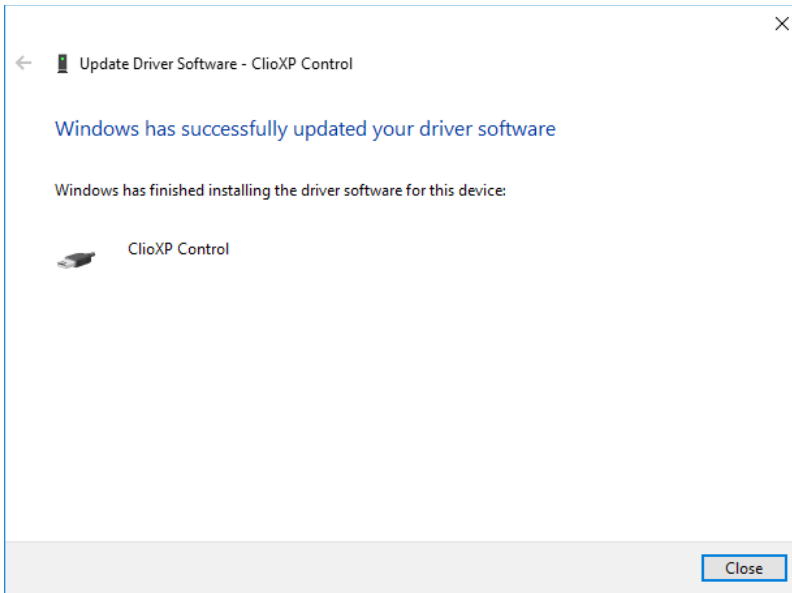 Update Driver Software - ClioXP Control
Windows has successfully updated your driver software
Windows has finished installing the driver software for this device:
ClioXP Control
Close